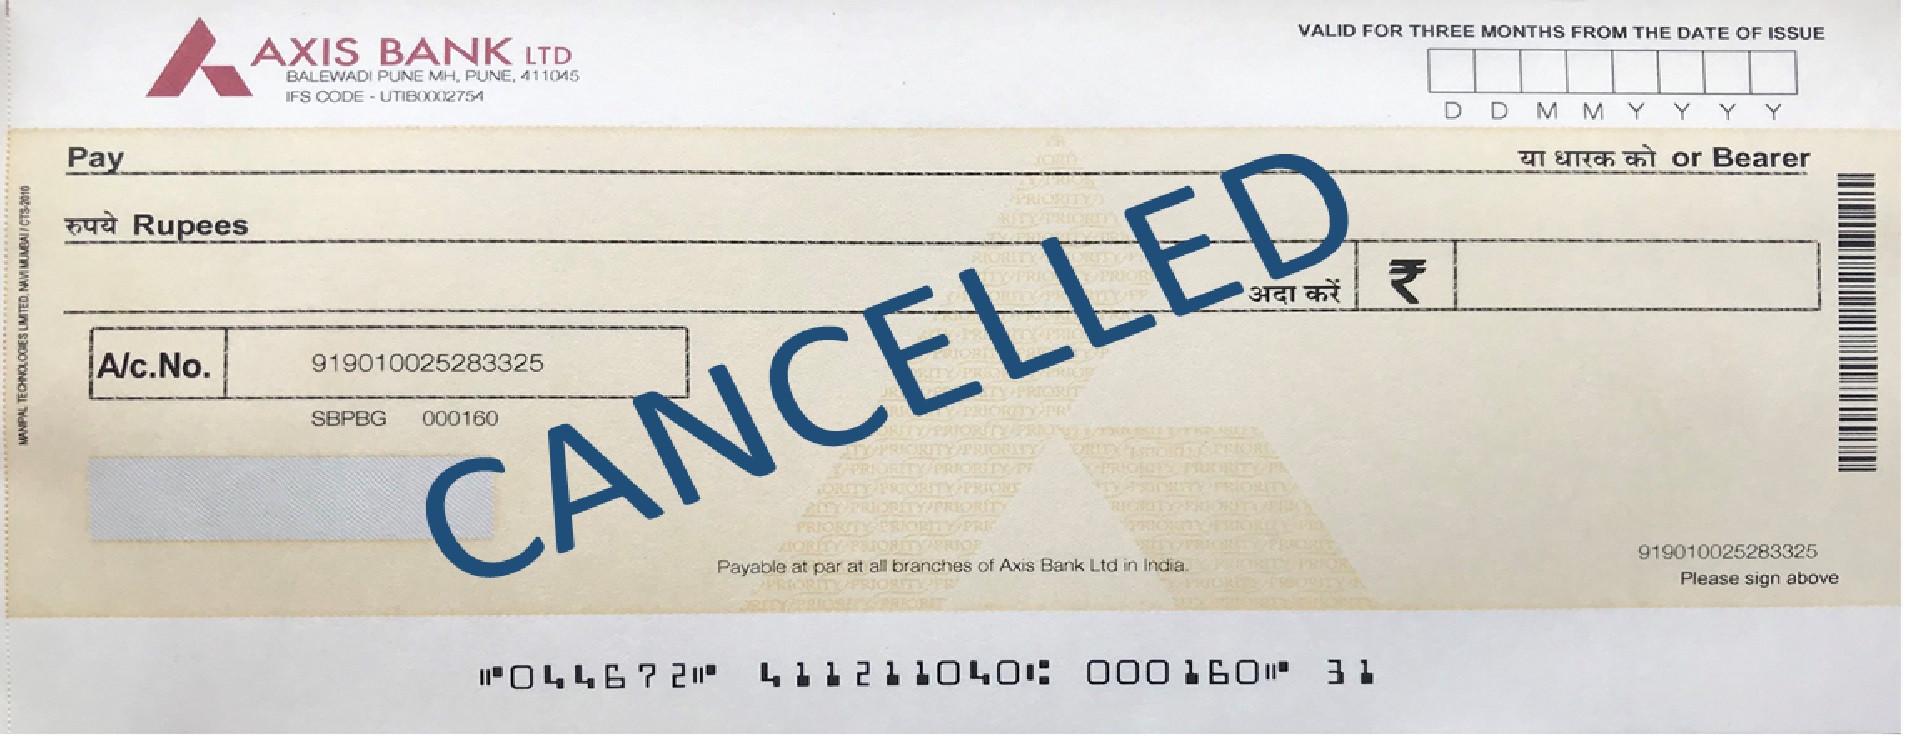 AXIS BANK LTD
BALEWADI PUNE MH, PUNE, 411045
IFS CODE - UTIB0002754
VALID FOR THREE MONTHS FROM THE DATE OF ISSUE
D D M M Y Y Y Y
Pay या धारक को or Bearer
रुपये Rupees
अदा करें ₹
A/c.No. 919010025283325
SBPBG 000160
CANCELLED
MANIPAL TECHNOLOGIES LIMITED, NAVI MUMBAI / CTS-2010
Payable at par at all branches of Axis Bank Ltd in India.
919010025283325
Please sign above
⑈044672⑈ 411211040⑆ 000160⑈ 31